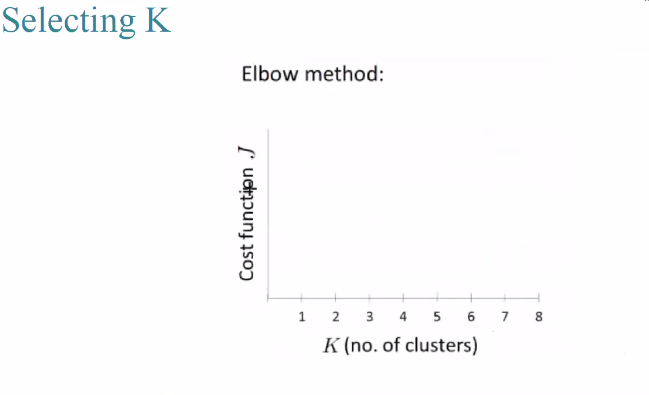 Selecting K
Elbow method:
Cost function J
1 2 3 4 5 6 7 8
K (no. of clusters)